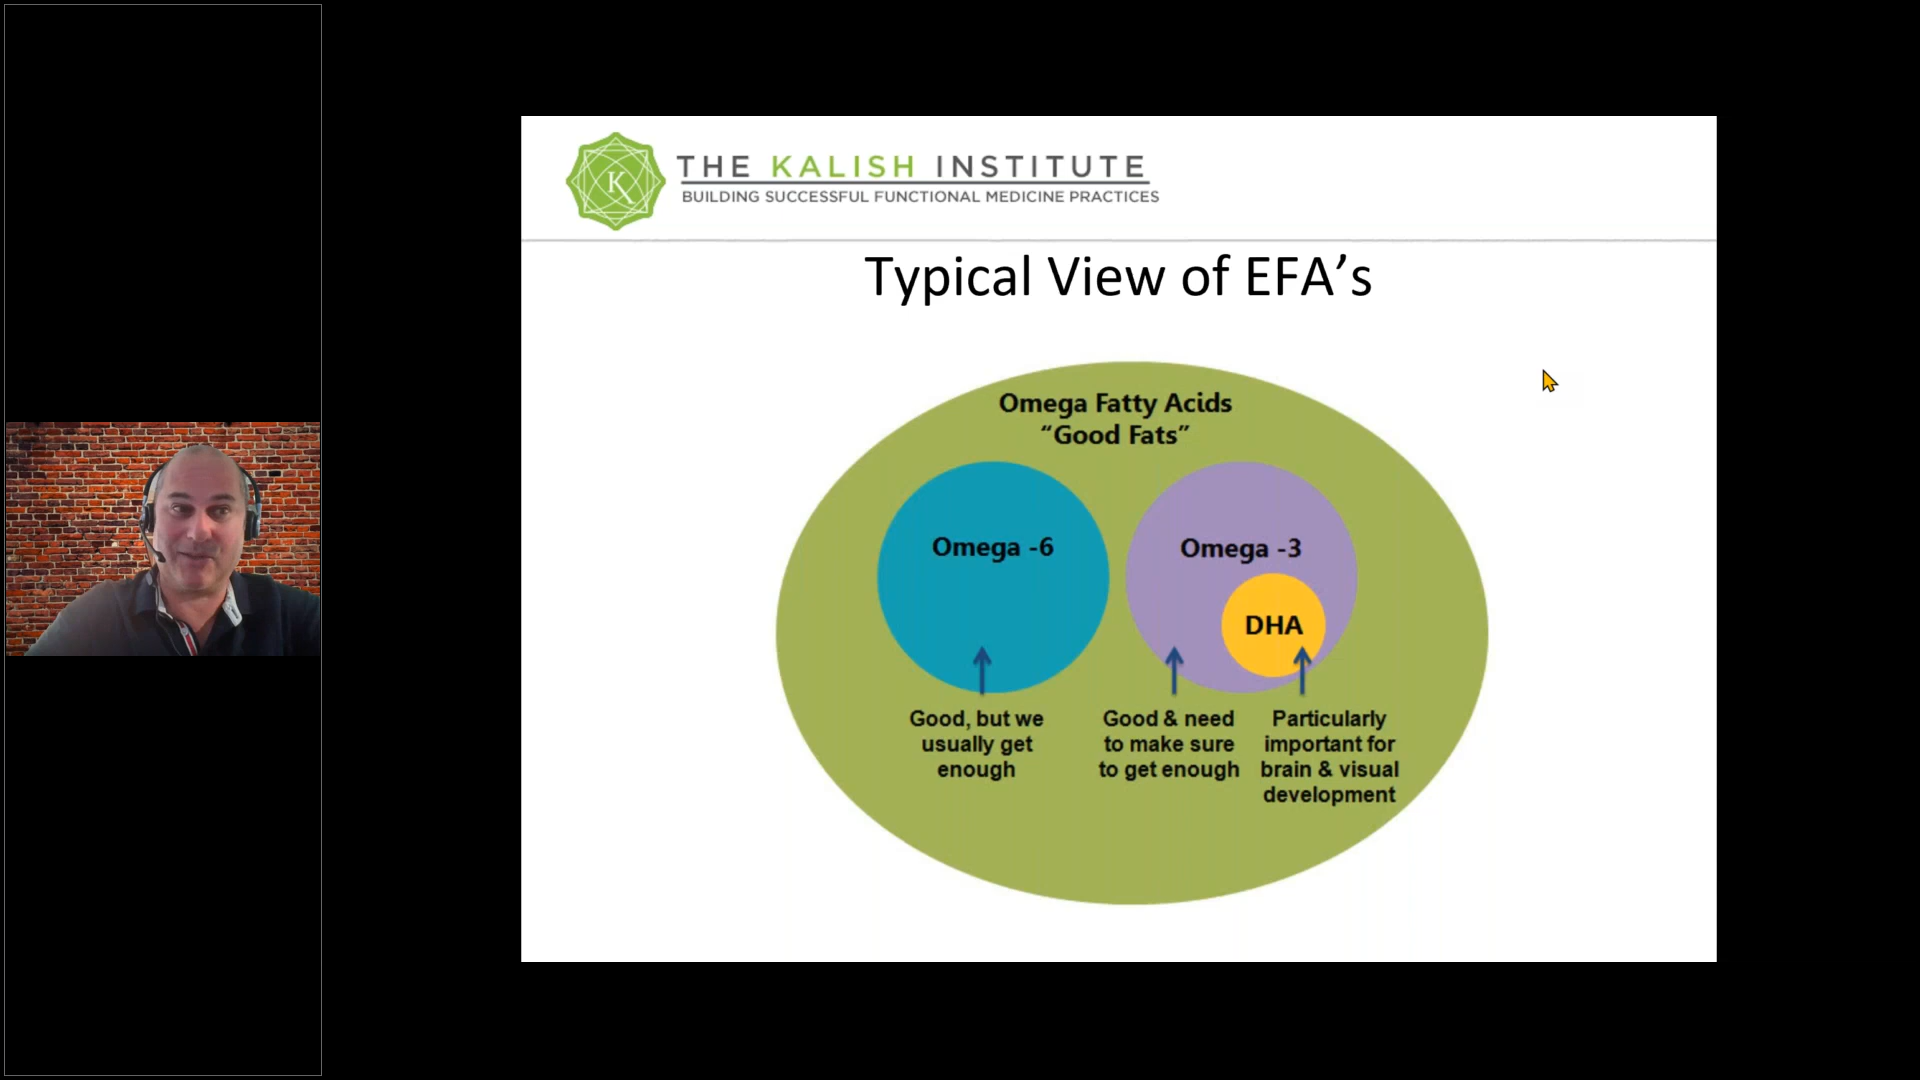 K
THE KALISH INSTITUTE
BUILDING SUCCESSFUL FUNCTIONAL MEDICINE PRACTICES
Typical View of EFA’s
Omega Fatty Acids
“Good Fats”
Omega -6
Omega -3
DHA
Good, but we
usually get
enough
Good & need
to make sure
to get enough
Particularly
important for
brain & visual
development